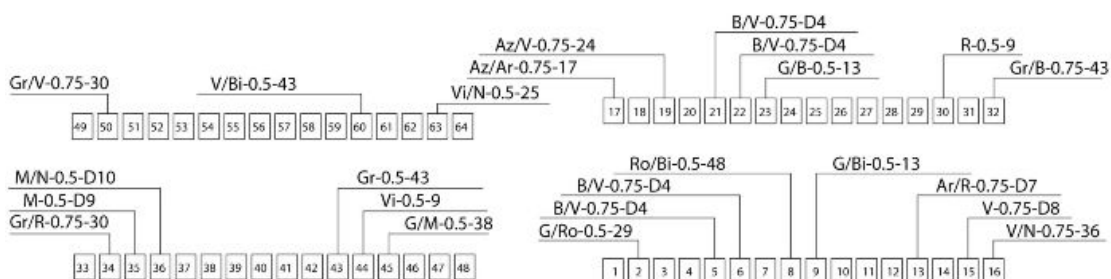 B/V-0.75-D4
Az/V-0.75-24 B/V-0.75-D4 R-0.5-9
Az/Ar-0.75-17 G/B-0.5-13 Gr/B-0.75-43
Gr/V-0.75-30 V/Bi-0.5-43 Vi/N-0.5-25
49 50 51 52 53 54 55 56 57 58 59 60 61 62 63 64
17 18 19 20 21 22 23 24 25 26 27 28 29 30 31 32
M/N-0.5-D10 Gr-0.5-43
M-0.5-D9 Vi-0.5-9
Gr/R-0.75-30 G/M-0.5-38
33 34 35 36 37 38 39 40 41 42 43 44 45 46 47 48
Ro/Bi-0.5-48 G/Bi-0.5-13
B/V-0.75-D4 Ar/R-0.75-D7
B/V-0.75-D4 V-0.75-D8
G/Ro-0.5-29 V/N-0.75-36
1 2 3 4 5 6 7 8 9 10 11 12 13 14 15 16